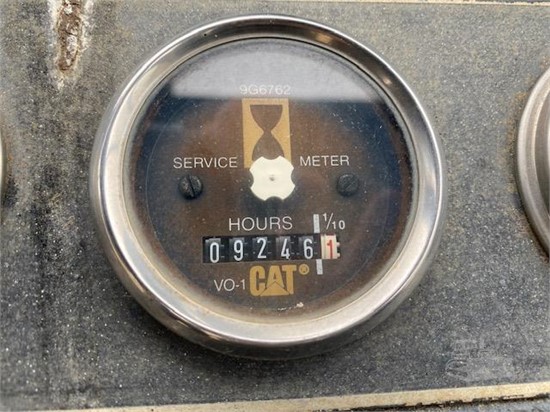 9G6762
SERVICE METER
HOURS 1/10
092461
VO-1 CAT®